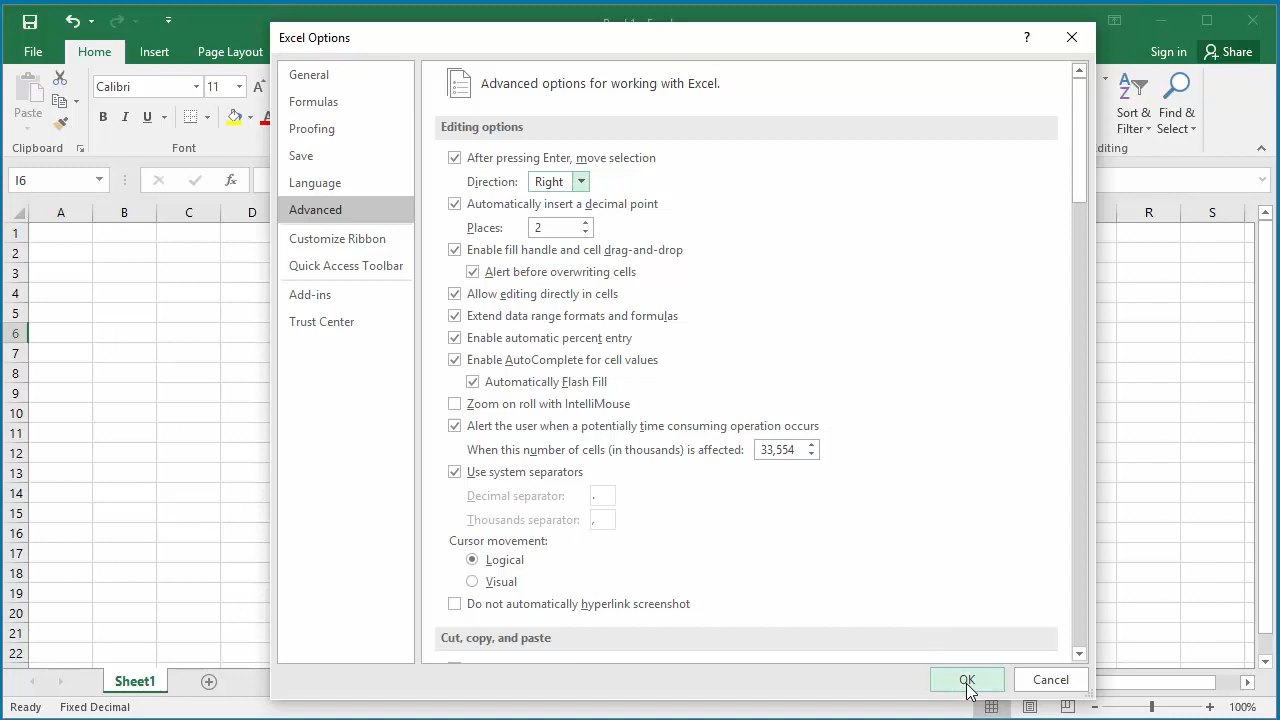 File Home Insert Page Layout Sign in Share
Excel Options ?
Paste Calibri 11 A Sort & Find &
B I U A Filter Select
Clipboard Font
I6 fx
A B C D R S
1
2
3
4
5
6
7
8
9
10
11
12
13
14
15
16
17
18
19
20
21
22
General
Formulas
Proofing
Save
Language
Advanced
Customize Ribbon
Quick Access Toolbar
Add-ins
Trust Center
Advanced options for working with Excel.
Editing options
After pressing Enter, move selection
Direction: Right
Automatically insert a decimal point
Places: 2
Enable fill handle and cell drag-and-drop
Alert before overwriting cells
Allow editing directly in cells
Extend data range formats and formulas
Enable automatic percent entry
Enable AutoComplete for cell values
Automatically Flash Fill
Zoom on roll with IntelliMouse
Alert the user when a potentially time consuming operation occurs
When this number of cells (in thousands) is affected: 33,554
Use system separators
Decimal separator: .
Thousands separator: ,
Cursor movement:
Logical
Visual
Do not automatically hyperlink screenshot
Cut, copy, and paste
OK Cancel
Sheet1
Ready Fixed Decimal 100%